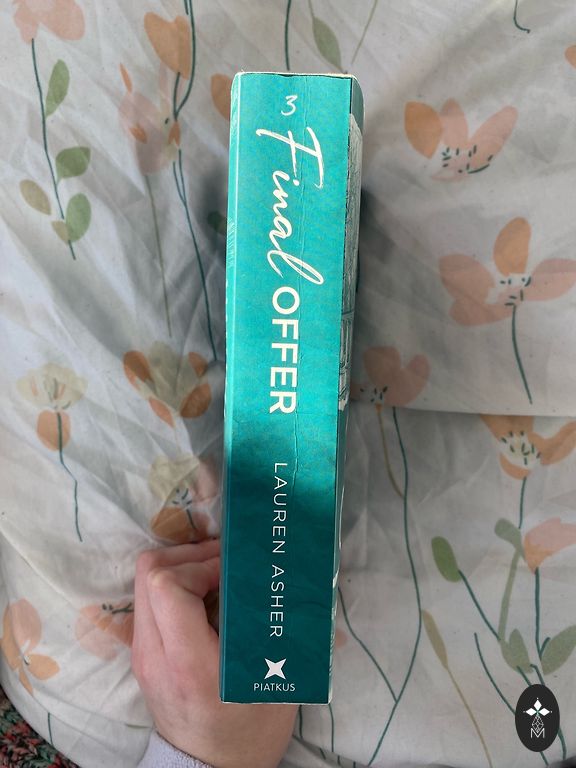 3
Final
OFFER
LAUREN ASHER
PIATKUS
M